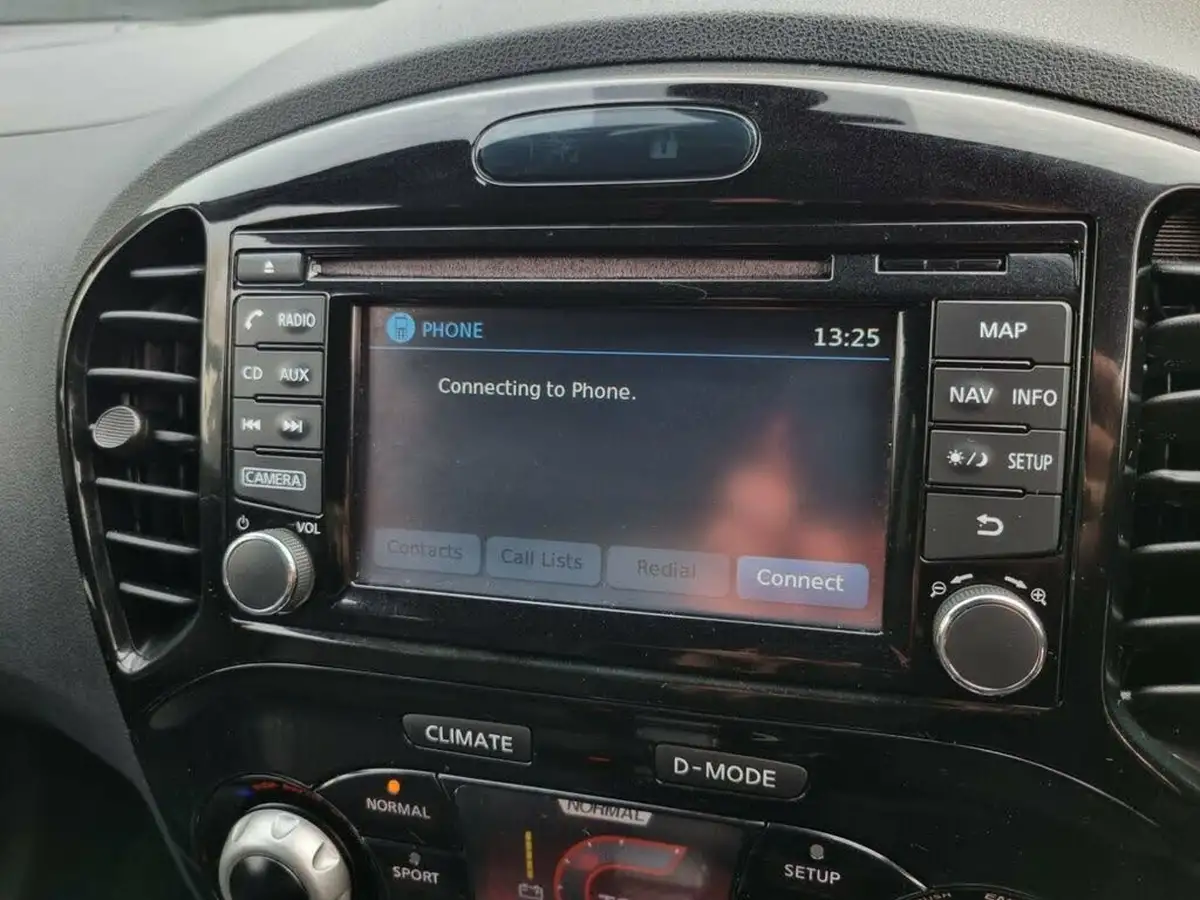 PHONE
13:25
Connecting to Phone.
Contacts
Call Lists
Redial
Connect
RADIO
CD AUX
CAMERA
VOL
MAP
NAV INFO
SETUP
CLIMATE
D-MODE
NORMAL
SPORT
NORMAL
SETUP